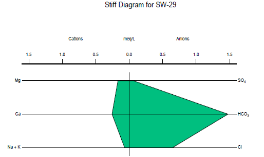 Stiff Diagram for SW-29
Cations meq/L Anions
1.5 1.0 0.5 0.0 0.5 1.0 1.5
Mg SO4
Ca HCO3
Na + K Cl